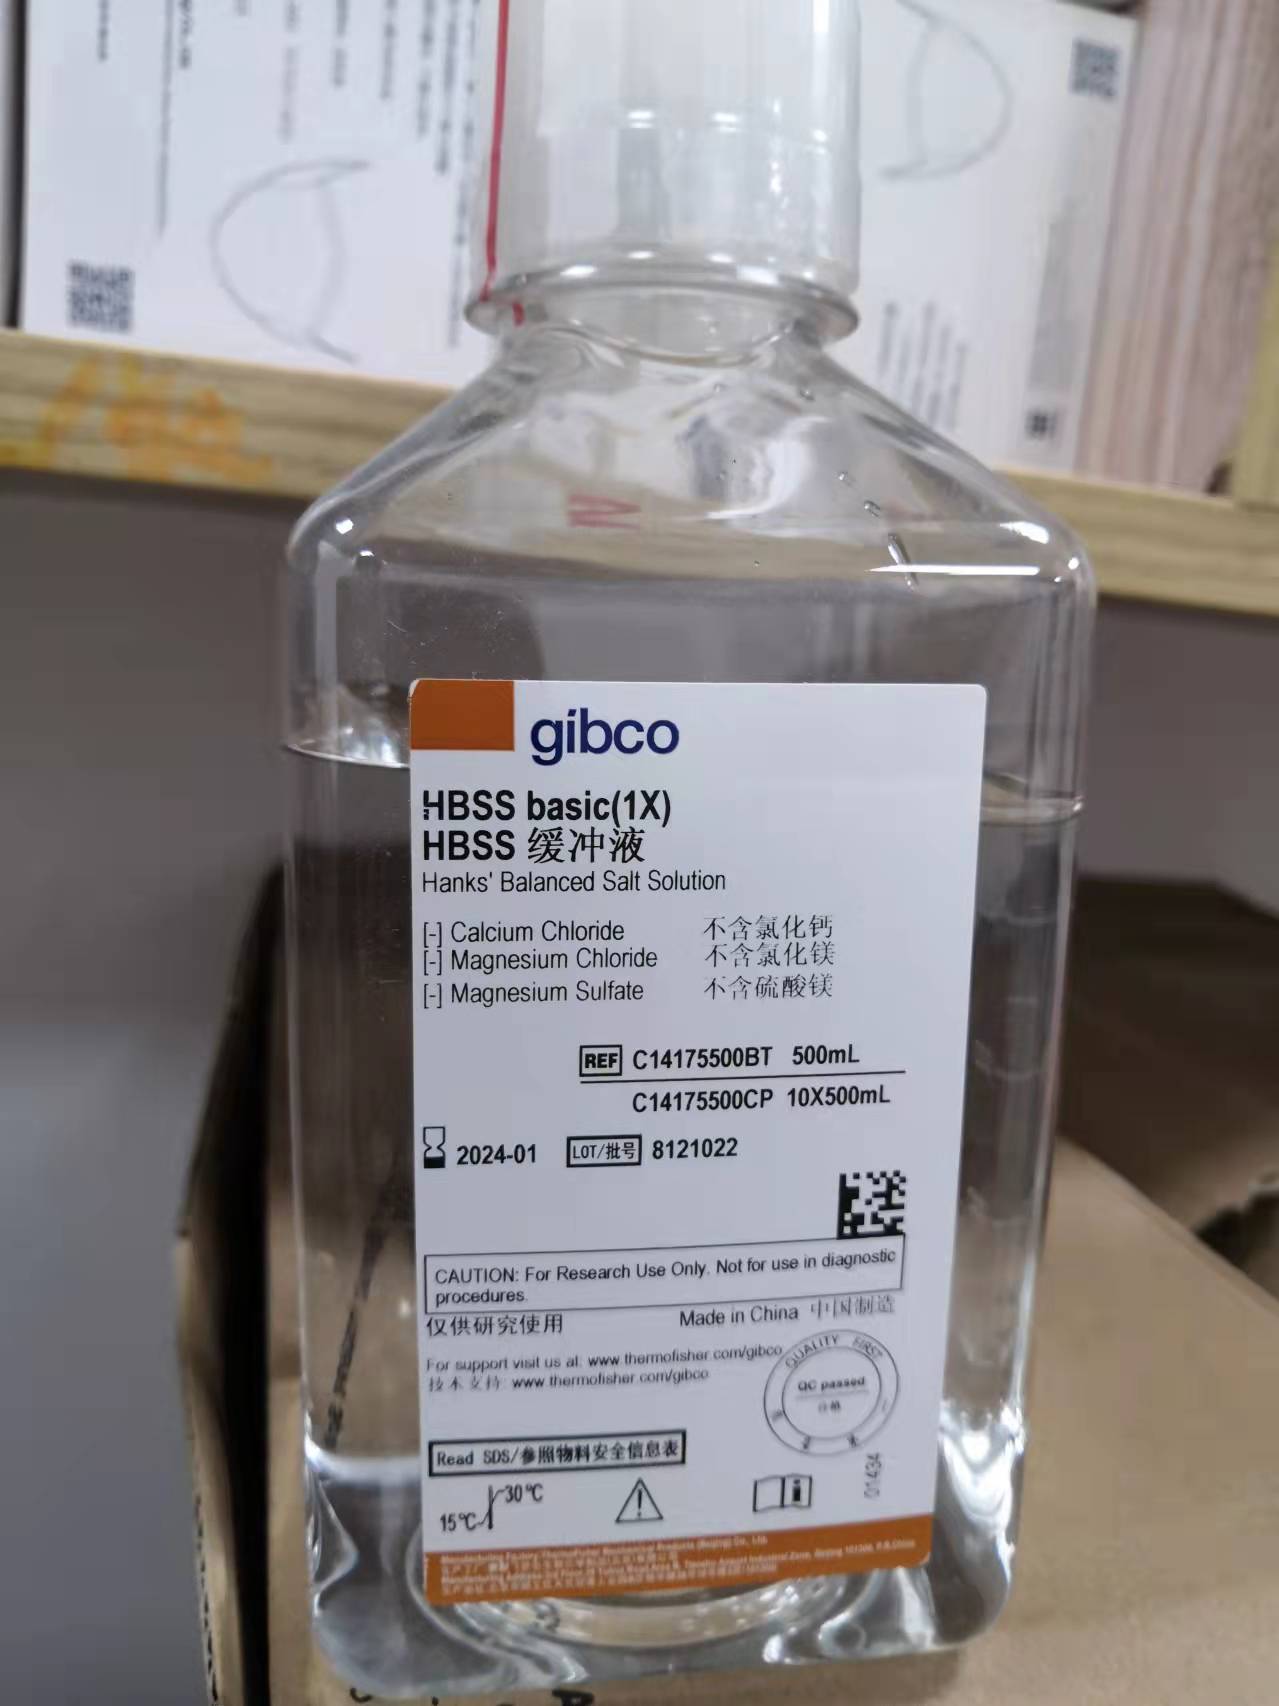 gibco
HBSS basic(1X)
HBSS 缓冲液
Hanks' Balanced Salt Solution
[-] Calcium Chloride 不含氯化钙
[-] Magnesium Chloride 不含氯化镁
[-] Magnesium Sulfate 不含硫酸镁
REF C14175500BT 500mL
C14175500CP 10X500mL
2024-01 LOT/批号 8121022
CAUTION: For Research Use Only. Not for use in diagnostic
procedures.
仅供研究使用 Made in China 中国制造
For support visit us at: www.thermofisher.com/gibco
技术支持: www.thermofisher.com/gibco
QUALITY FIRST
QC passed
合格
Read SDS/参照物料安全信息表
30℃
15℃
01434